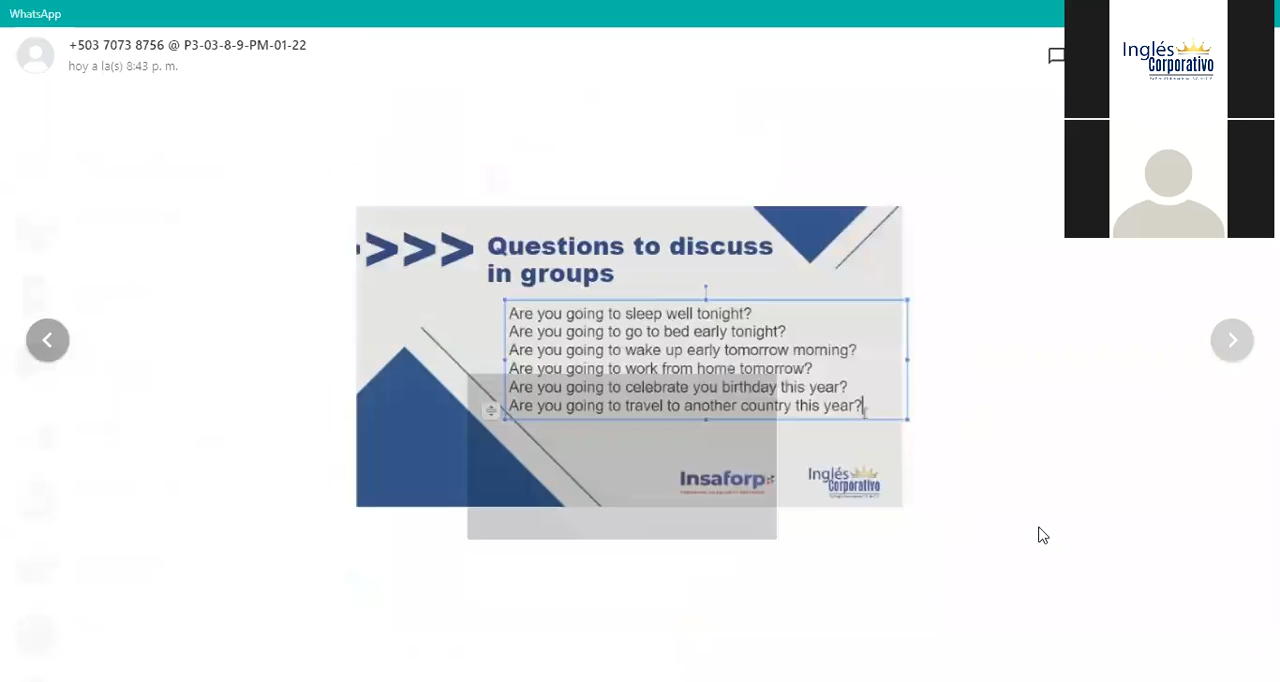 WhatsApp
+503 7073 8756 @ P3-03-8-9-PM-01-22
hoy a la(s) 8:43 p. m.
Inglés
Corporativo
>>>
Questions to discuss
in groups
Are you going to sleep well tonight?
Are you going to go to bed early tonight?
Are you going to wake up early tomorrow morning?
Are you going to work from home tomorrow?
Are you going to celebrate you birthday this year?
Are you going to travel to another country this year?
Insaforp
Inglés
Corporativo